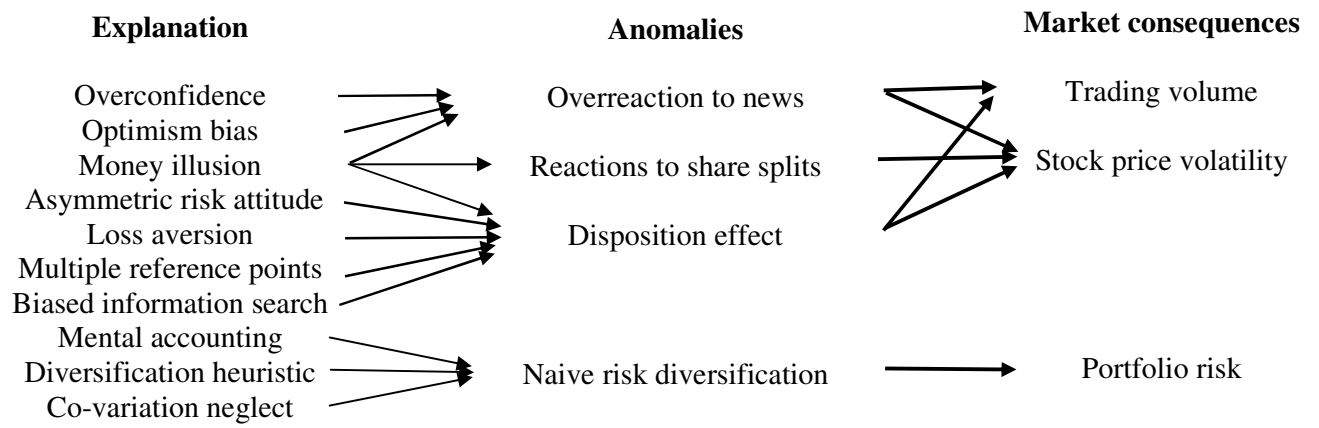 Explanation
Anomalies
Market consequences
Overconfidence
Optimism bias
Money illusion
Asymmetric risk attitude
Loss aversion
Multiple reference points
Biased information search
Mental accounting
Diversification heuristic
Co-variation neglect
Overreaction to news
Reactions to share splits
Disposition effect
Naive risk diversification
Trading volume
Stock price volatility
Portfolio risk